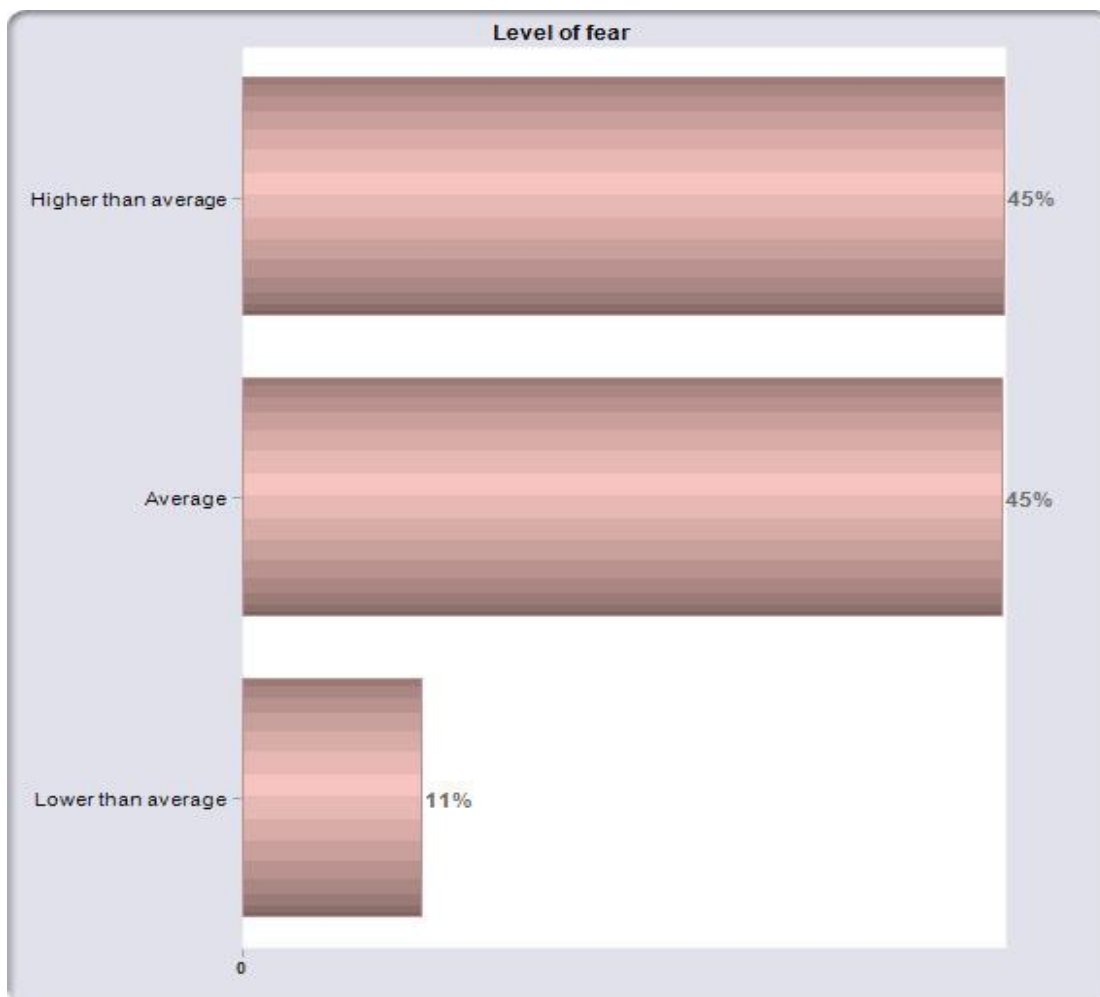 Level of fear
Higher than average
45%
Average
45%
Lower than average
11%
0